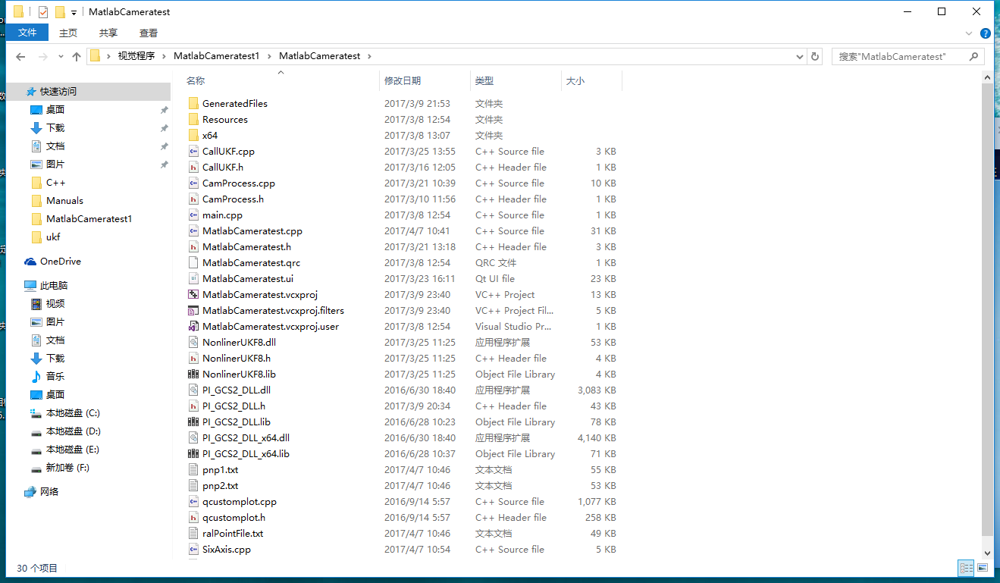 MatlabCameratest
文件 主页 共享 查看
视觉程序 MatlabCameratest1 MatlabCameratest 搜索"MatlabCameratest"
快速访问
桌面
下载
文档
图片
C++
Manuals
MatlabCameratest1
ukf
OneDrive
此电脑
视频
图片
文档
下载
音乐
桌面
本地磁盘 (C:)
本地磁盘 (D:)
本地磁盘 (E:)
新加卷 (F:)
网络
名称 修改日期 类型 大小
GeneratedFiles 2017/3/9 21:53 文件夹
Resources 2017/3/8 12:54 文件夹
x64 2017/3/8 13:07 文件夹
CallUKF.cpp 2017/3/25 13:55 C++ Source file 3 KB
CallUKF.h 2017/3/16 12:05 C++ Header file 1 KB
CamProcess.cpp 2017/3/21 10:39 C++ Source file 10 KB
CamProcess.h 2017/3/10 11:56 C++ Header file 1 KB
main.cpp 2017/3/8 12:54 C++ Source file 1 KB
MatlabCameratest.cpp 2017/4/7 10:41 C++ Source file 31 KB
MatlabCameratest.h 2017/3/21 13:18 C++ Header file 3 KB
MatlabCameratest.qrc 2017/3/8 12:54 QRC 文件 1 KB
MatlabCameratest.ui 2017/3/23 16:11 Qt UI file 23 KB
MatlabCameratest.vcxproj 2017/3/9 23:40 VC++ Project 13 KB
MatlabCameratest.vcxproj.filters 2017/3/9 23:40 VC++ Project Fil... 5 KB
MatlabCameratest.vcxproj.user 2017/3/8 12:54 Visual Studio Pr... 1 KB
NonlinerUKF8.dll 2017/3/25 11:25 应用程序扩展 53 KB
NonlinerUKF8.h 2017/3/25 11:25 C++ Header file 4 KB
NonlinerUKF8.lib 2017/3/25 11:25 Object File Library 4 KB
PI_GCS2_DLL.dll 2016/6/30 18:40 应用程序扩展 3,083 KB
PI_GCS2_DLL.h 2017/3/9 20:34 C++ Header file 43 KB
PI_GCS2_DLL.lib 2016/6/28 10:23 Object File Library 78 KB
PI_GCS2_DLL_x64.dll 2016/6/30 18:40 应用程序扩展 4,140 KB
PI_GCS2_DLL_x64.lib 2016/6/28 10:37 Object File Library 71 KB
pnp1.txt 2017/4/7 10:46 文本文档 55 KB
pnp2.txt 2017/4/7 10:46 文本文档 53 KB
qcustomplot.cpp 2016/9/14 5:57 C++ Source file 1,077 KB
qcustomplot.h 2016/9/14 5:57 C++ Header file 258 KB
ralPointFile.txt 2017/4/7 10:46 文本文档 49 KB
SixAxis.cpp 2017/4/7 10:54 C++ Source file 5 KB
30 个项目